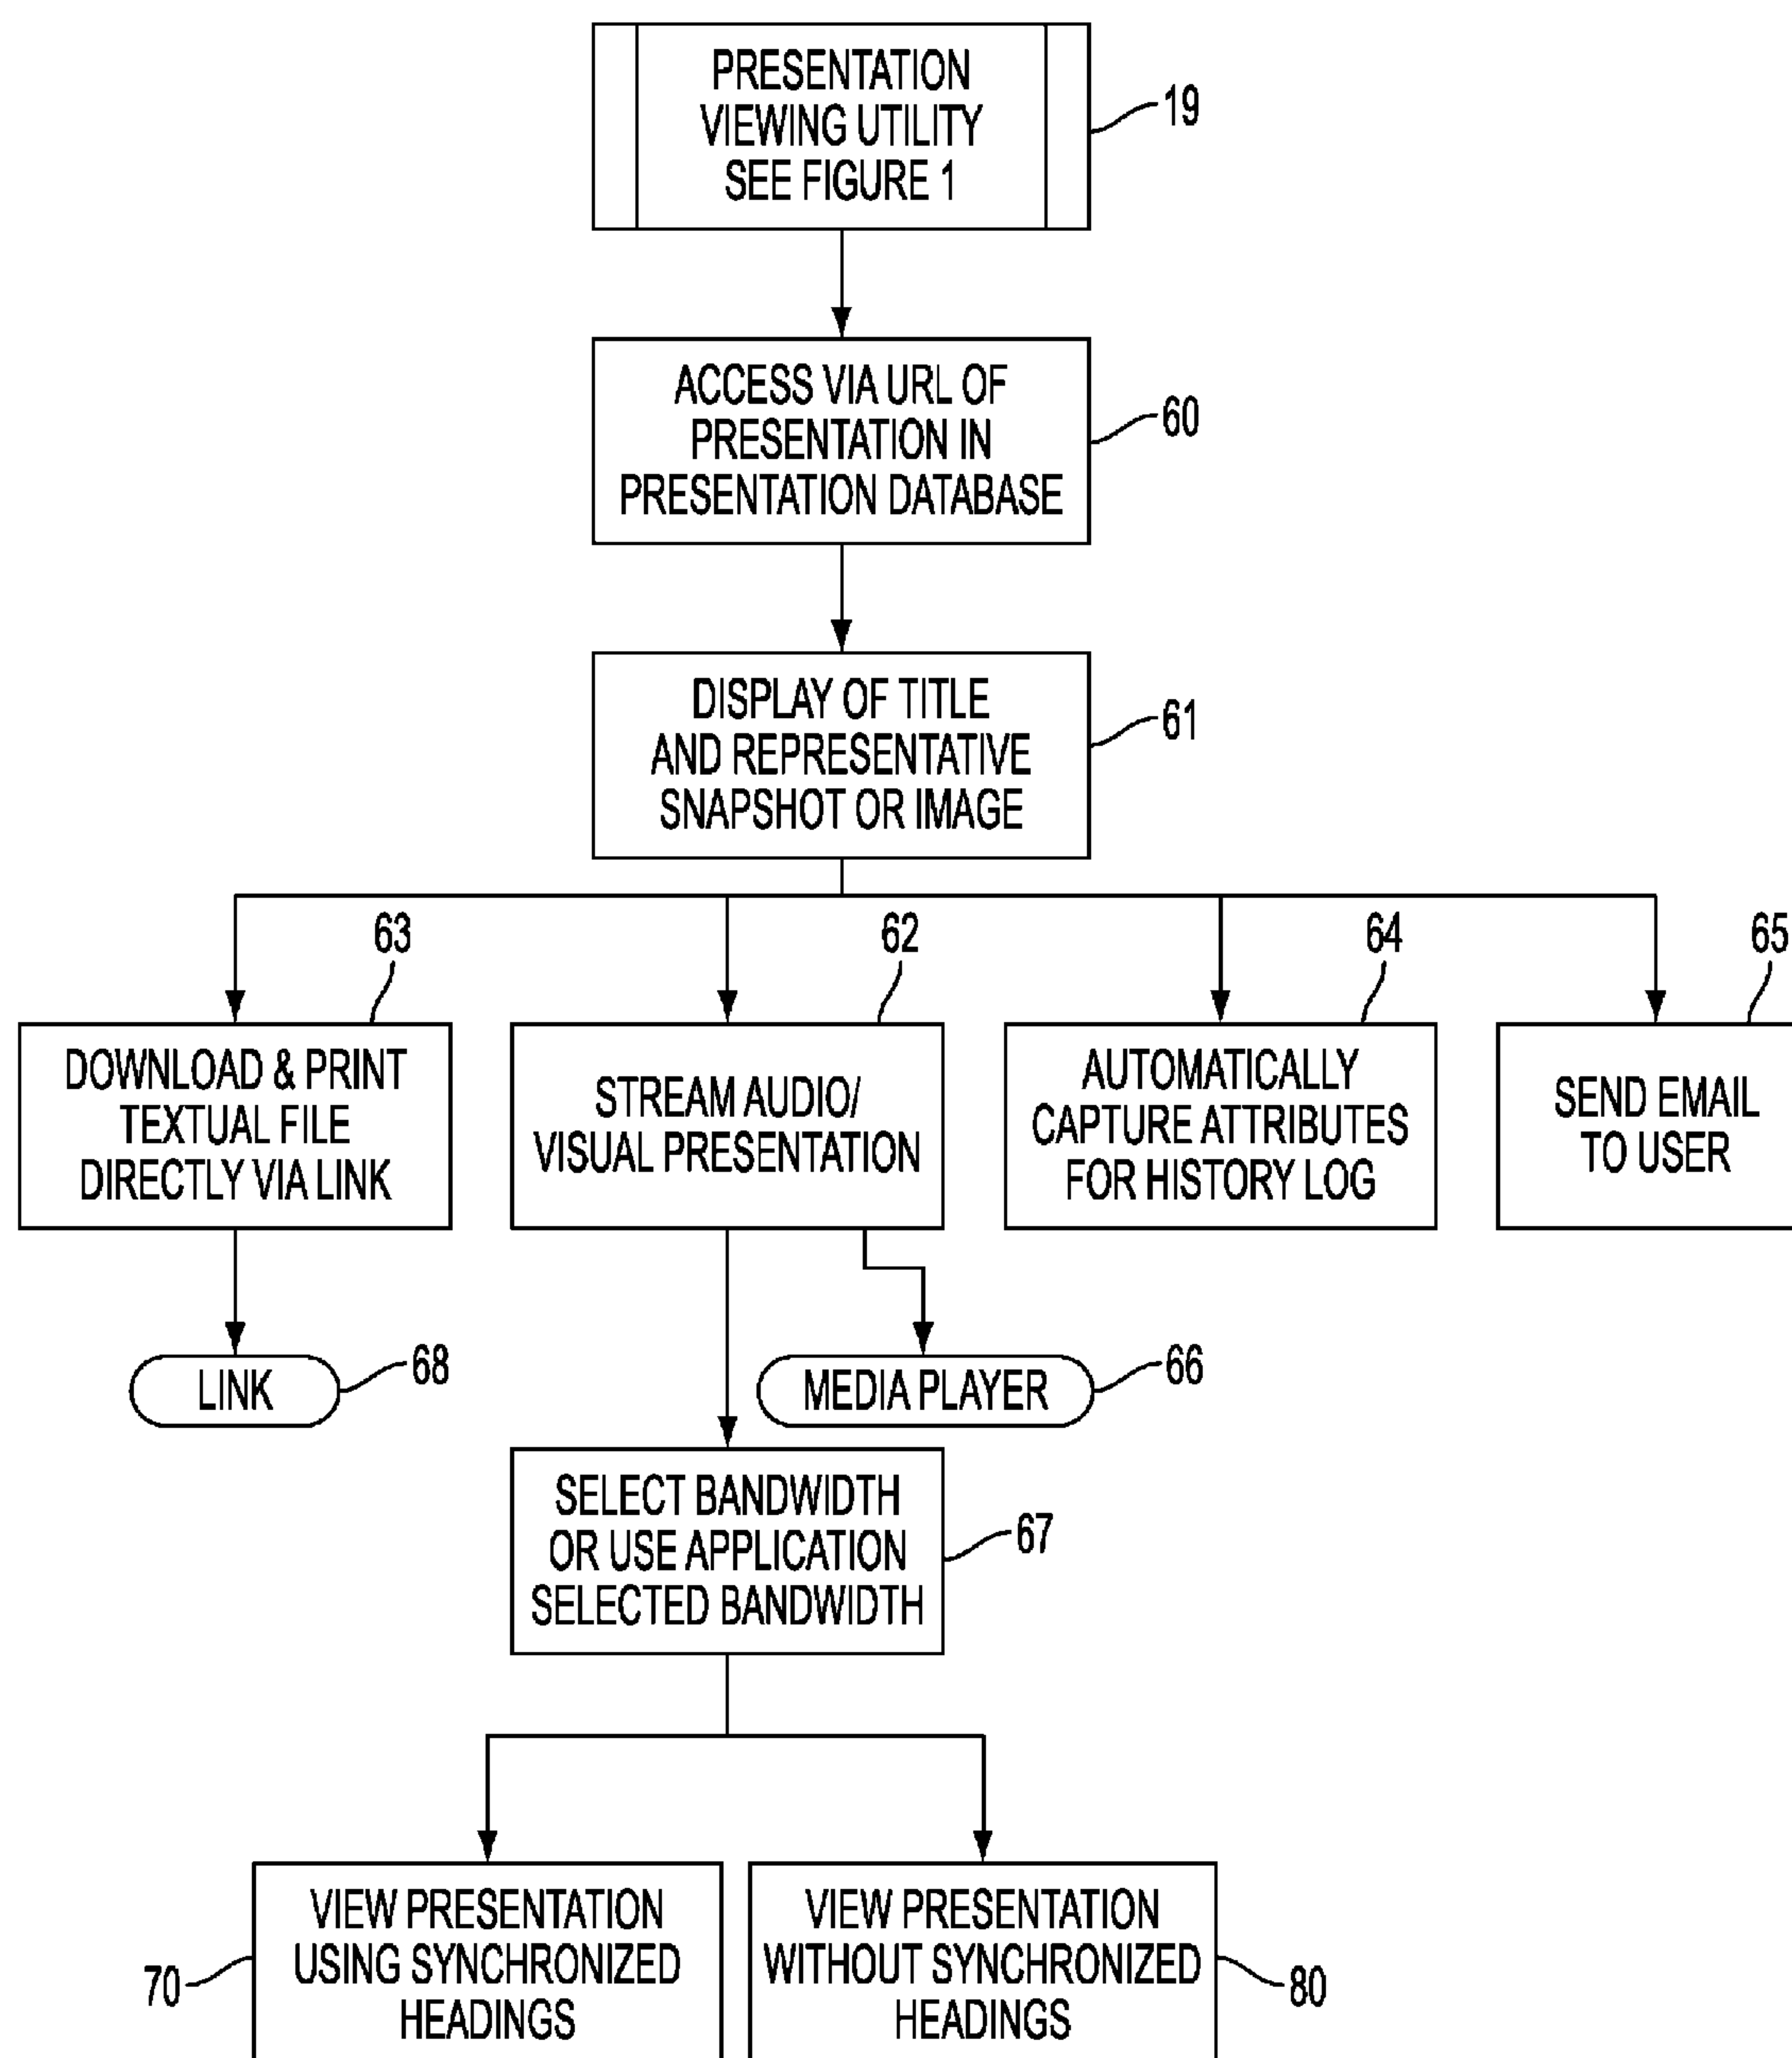 PRESENTATION
VIEWING UTILITY
SEE FIGURE 1
19
ACCESS VIA URL OF
PRESENTATION IN
PRESENTATION DATABASE
60
DISPLAY OF TITLE
AND REPRESENTATIVE
SNAPSHOT OR IMAGE
61
63
62
64
65
DOWNLOAD & PRINT
TEXTUAL FILE
DIRECTLY VIA LINK
STREAM AUDIO/
VISUAL PRESENTATION
AUTOMATICALLY
CAPTURE ATTRIBUTES
FOR HISTORY LOG
SEND EMAIL
TO USER
LINK
68
MEDIA PLAYER
66
SELECT BANDWIDTH
OR USE APPLICATION
SELECTED BANDWIDTH
67
VIEW PRESENTATION
USING SYNCHRONIZED
HEADINGS
70
VIEW PRESENTATION
WITHOUT SYNCHRONIZED
HEADINGS
80